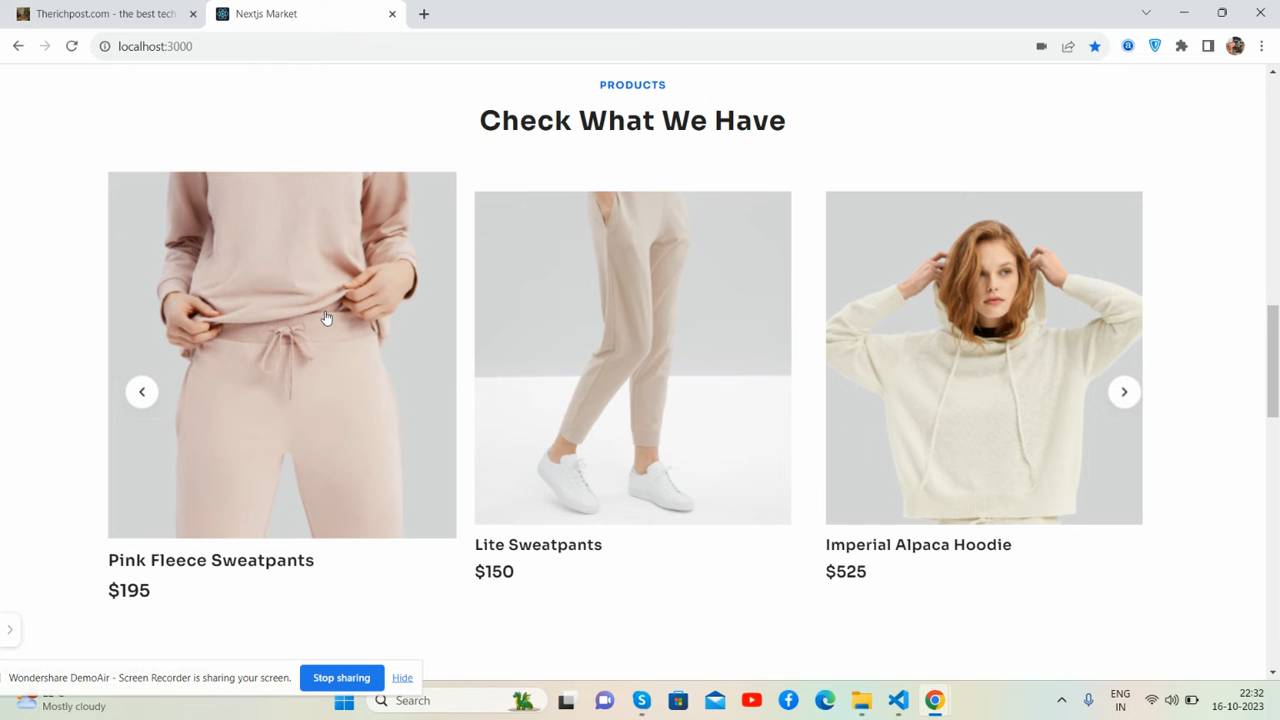 Therichpost.com - the best tech
Nextjs Market
localhost:3000
PRODUCTS
Check What We Have
Pink Fleece Sweatpants
$195
Lite Sweatpants
$150
Imperial Alpaca Hoodie
$525
Wondershare DemoAir - Screen Recorder is sharing your screen.
Stop sharing
Hide
Mostly cloudy
Search
ENG
IN
22:32
16-10-2023